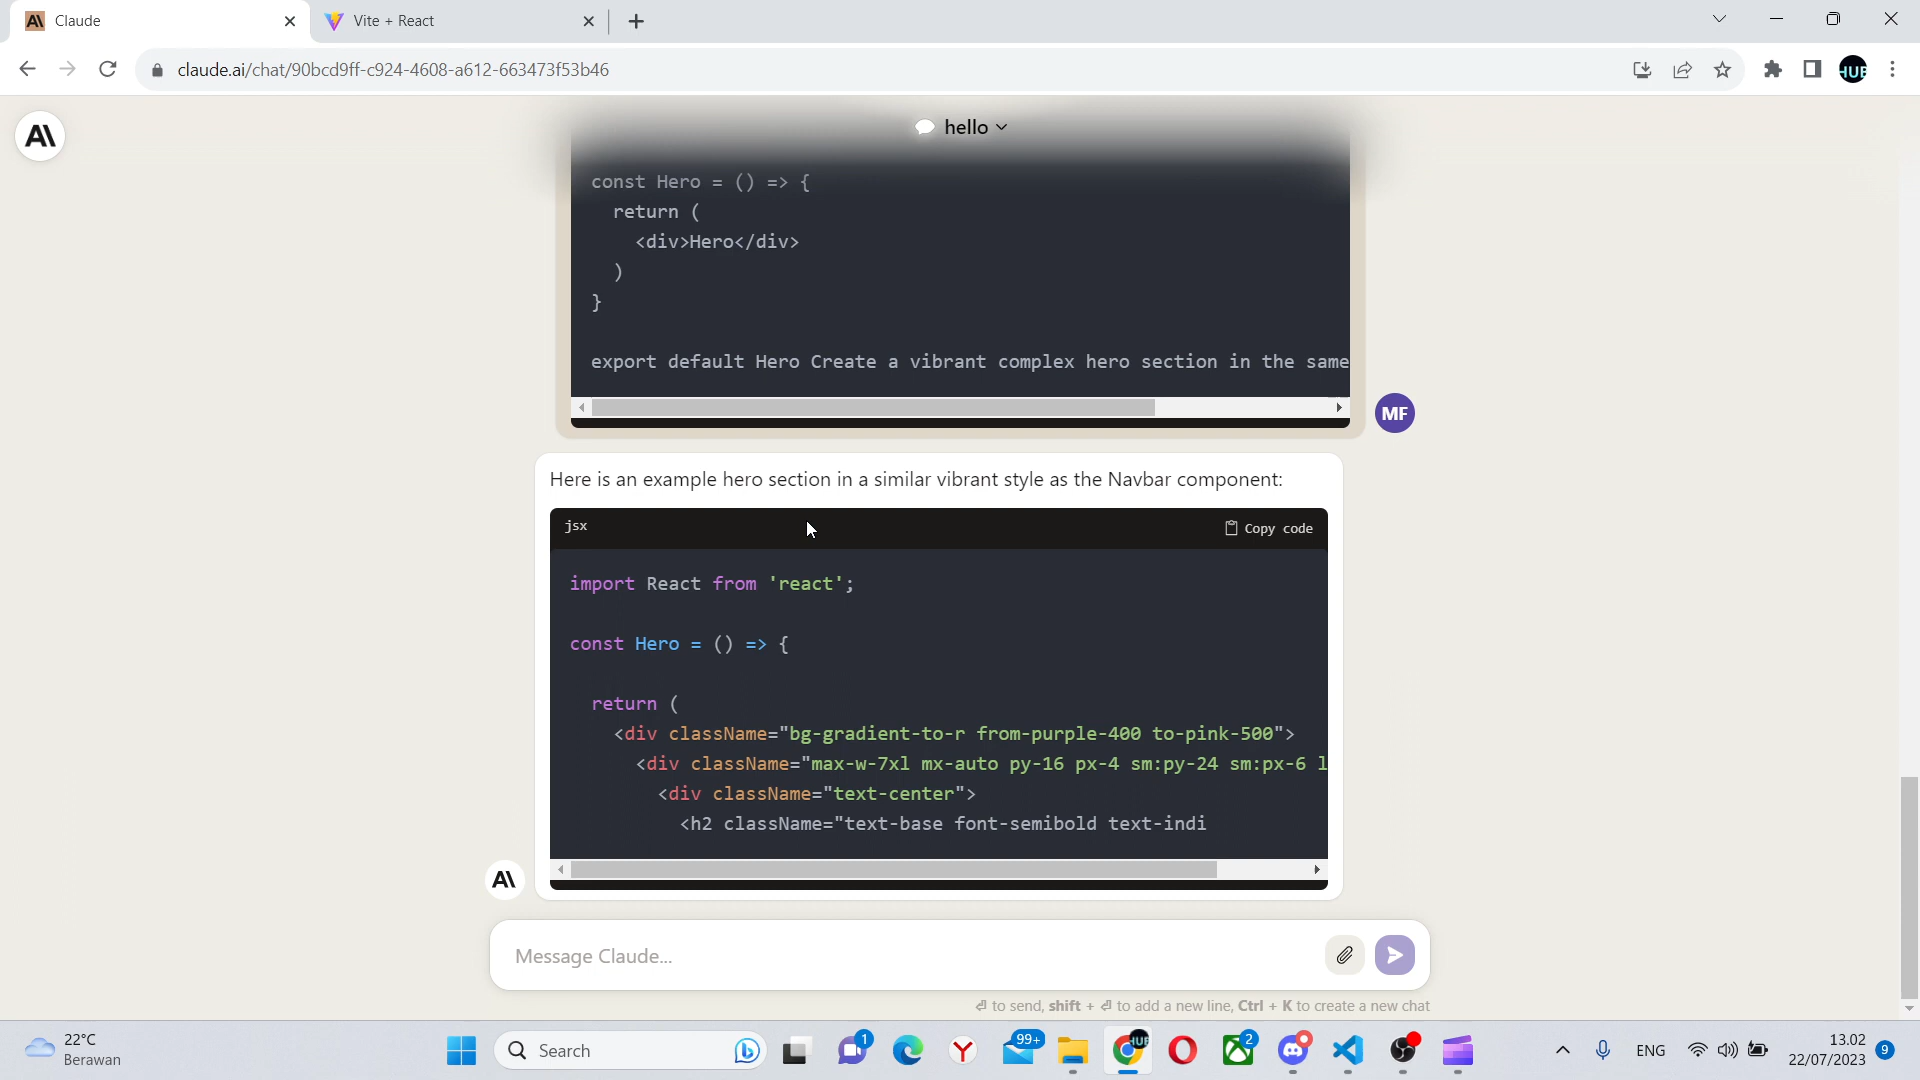 Claude
Vite + React
claude.ai/chat/90bcd9ff-c924-4608-a612-663473f53b46
HUB
A\
hello
const Hero = () => {
return (
<div>Hero</div>
)
}
export default Hero Create a vibrant complex hero section in the same
MF
Here is an example hero section in a similar vibrant style as the Navbar component:
jsx
Copy code
import React from 'react';
const Hero = () => {
return (
<div className="bg-gradient-to-r from-purple-400 to-pink-500">
<div className="max-w-7xl mx-auto py-16 px-4 sm:py-24 sm:px-6 l
<div className="text-center">
<h2 className="text-base font-semibold text-indi
A\
Message Claude...
⏎ to send, shift + ⏎ to add a new line, Ctrl + K to create a new chat
22°C
Berawan
Search
1
99+
HUB
2
ENG
13.02
22/07/2023
9